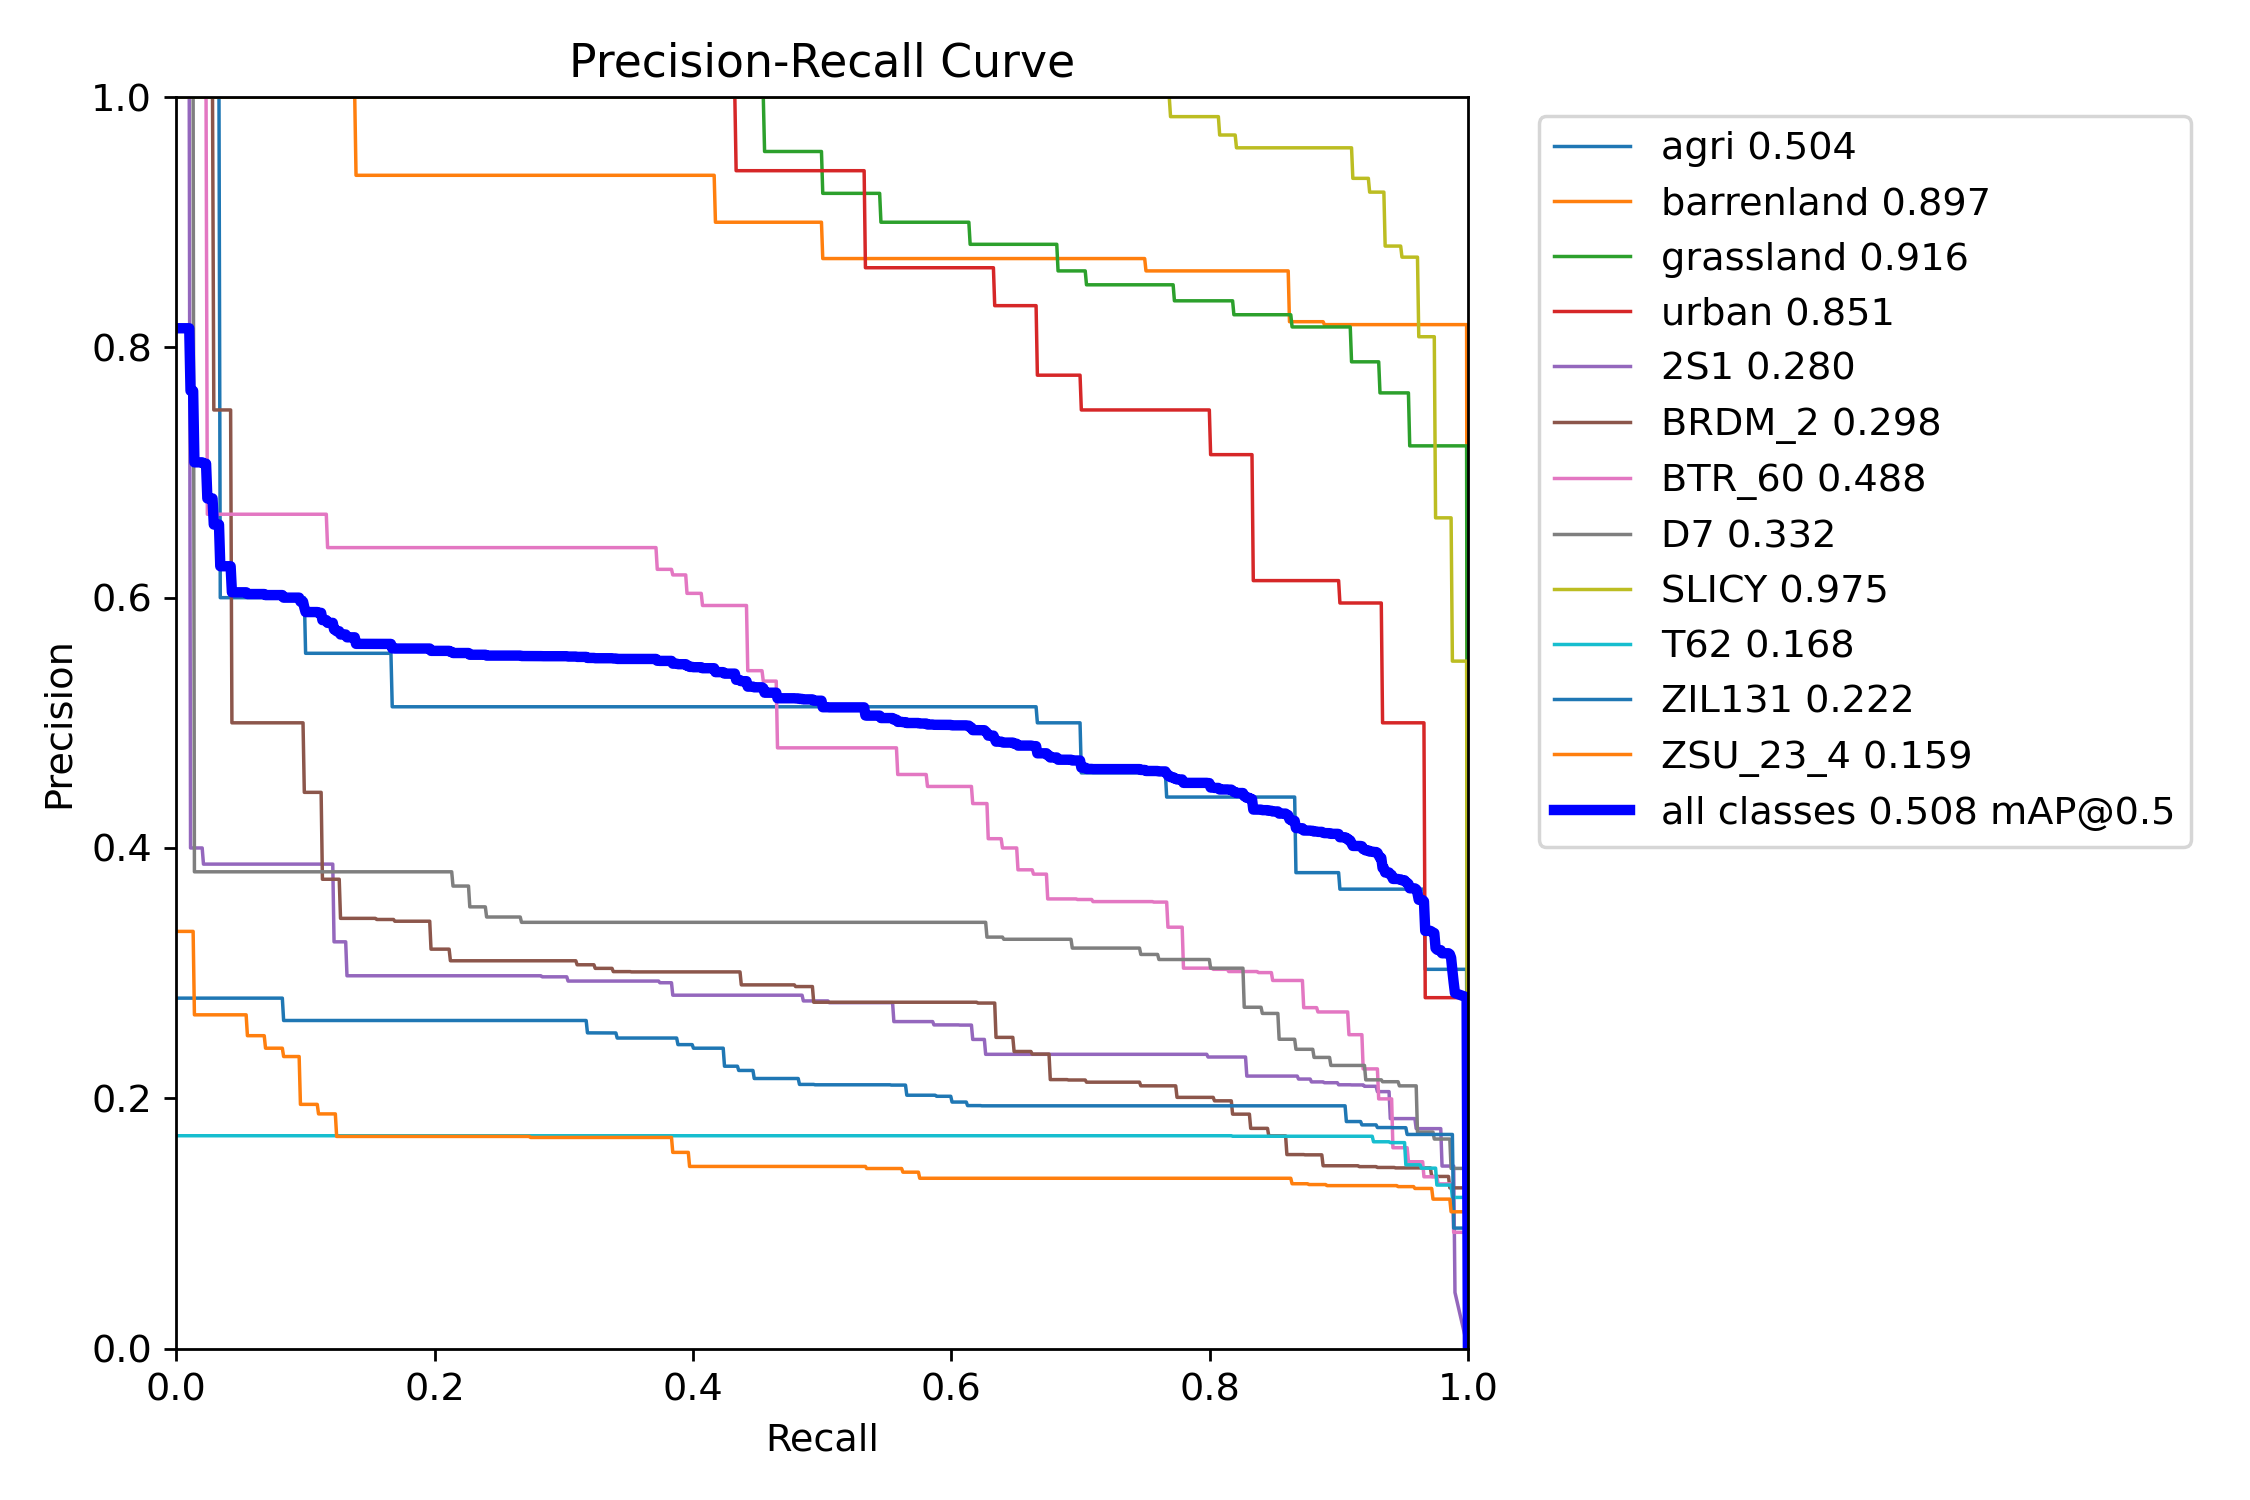 Precision-Recall Curve
1.0
0.8
0.6
0.4
0.2
0.0
Precision
0.0 0.2 0.4 0.6 0.8 1.0
Recall
agri 0.504
barrenland 0.897
grassland 0.916
urban 0.851
2S1 0.280
BRDM_2 0.298
BTR_60 0.488
D7 0.332
SLICY 0.975
T62 0.168
ZIL131 0.222
ZSU_23_4 0.159
all classes 0.508 mAP@0.5